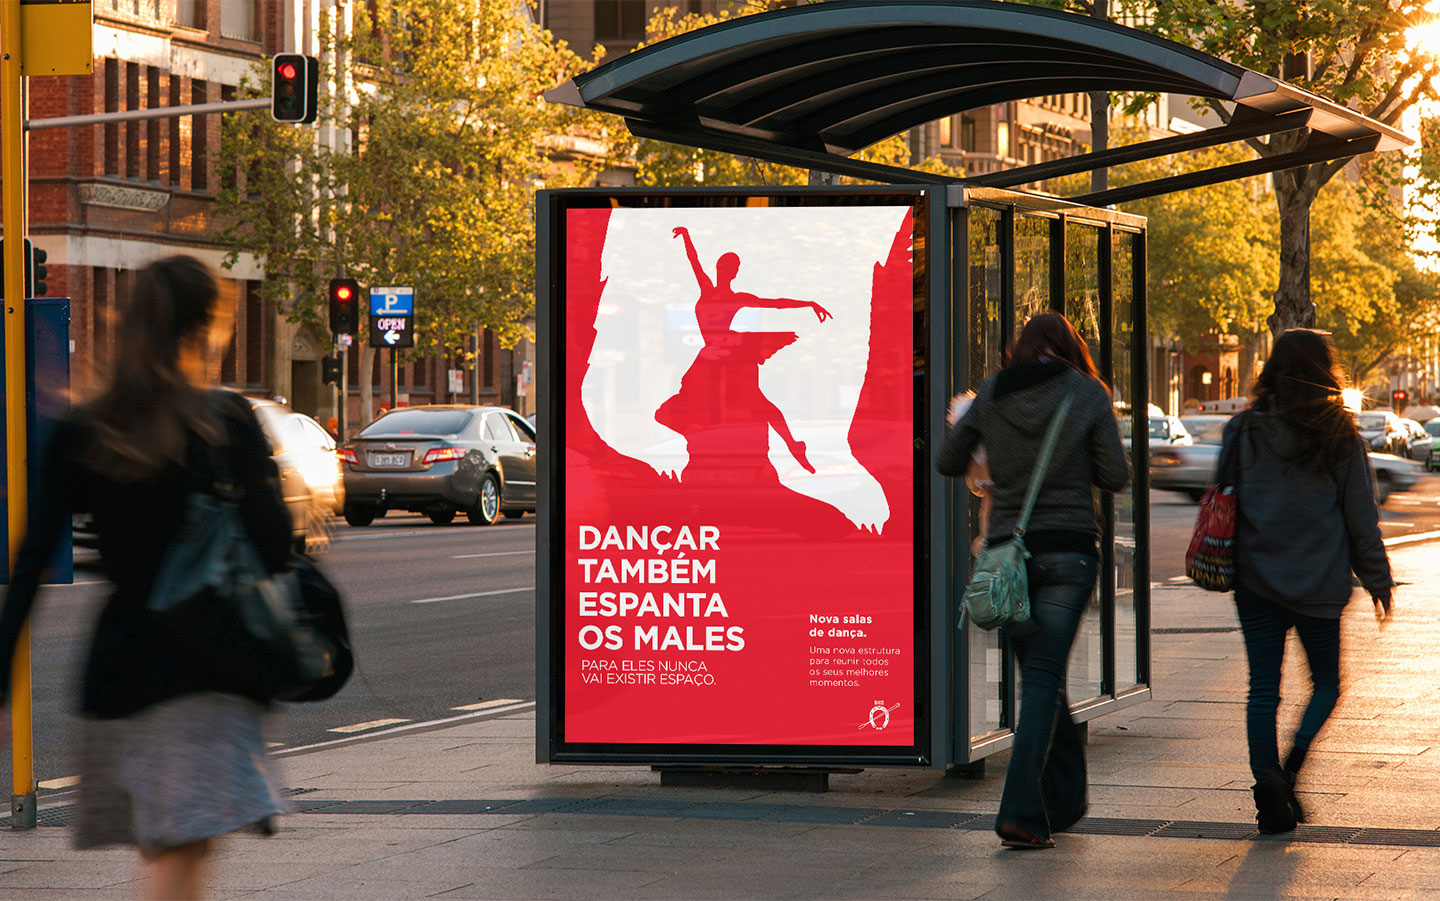 P
OPEN
DANÇAR
TAMBÉM
ESPANTA
OS MALES
PARA ELES NUNCA
VAI EXISTIR ESPAÇO.
Nova salas
de dança.
Uma nova estrutura
para reunir todos
os seus melhores
momentos.